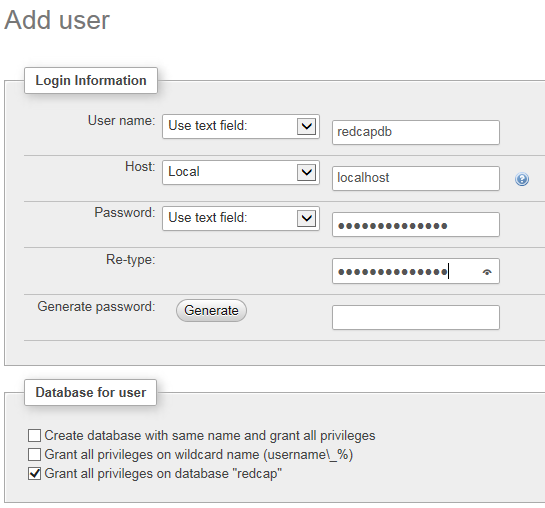 Add user
Login Information
User name: Use text field: redcapdb
Host: Local localhost
Password: Use text field: ●●●●●●●●●●●●●●
Re-type: ●●●●●●●●●●●●●●
Generate password: Generate
Database for user
Create database with same name and grant all privileges
Grant all privileges on wildcard name (username\_%)
Grant all privileges on database "redcap"